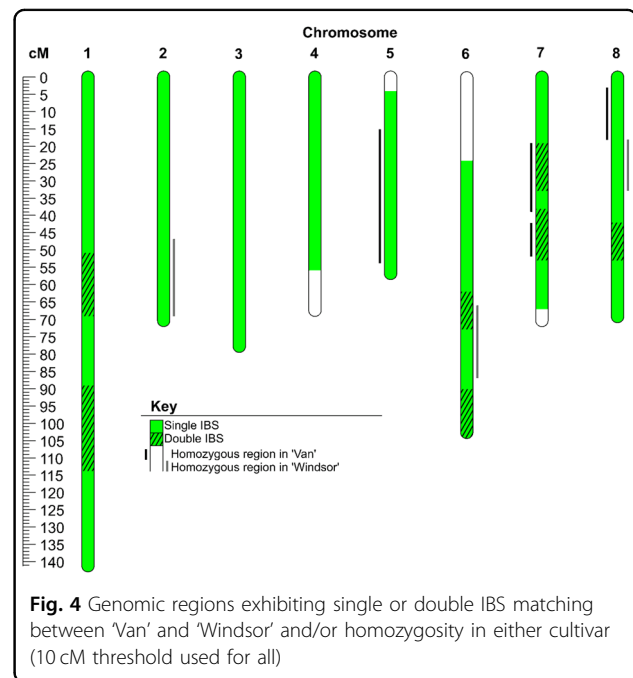 Chromosome
cM 1 2 3 4 5 6 7 8
0
5
10
15
20
25
30
35
40
45
50
55
60
65
70
75
80
85
90
95
100
105
110
115
120
125
130
135
140
Key
Single IBS
Double IBS
Homozygous region in 'Van'
Homozygous region in 'Windsor'
Fig. 4 Genomic regions exhibiting single or double IBS matching
between ‘Van’ and ‘Windsor’ and/or homozygosity in either cultivar
(10 cM threshold used for all)